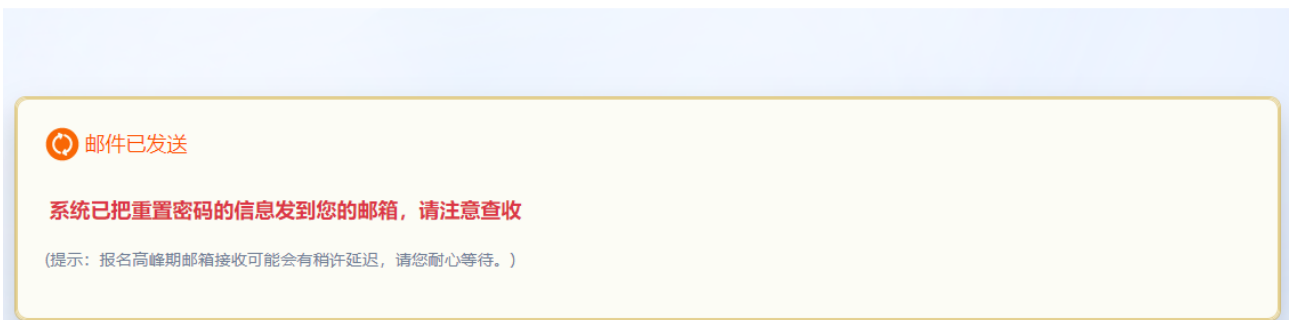 邮件已发送
系统已把重置密码的信息发到您的邮箱，请注意查收
(提示：报名高峰期邮箱接收可能会有稍许延迟，请您耐心等待。)